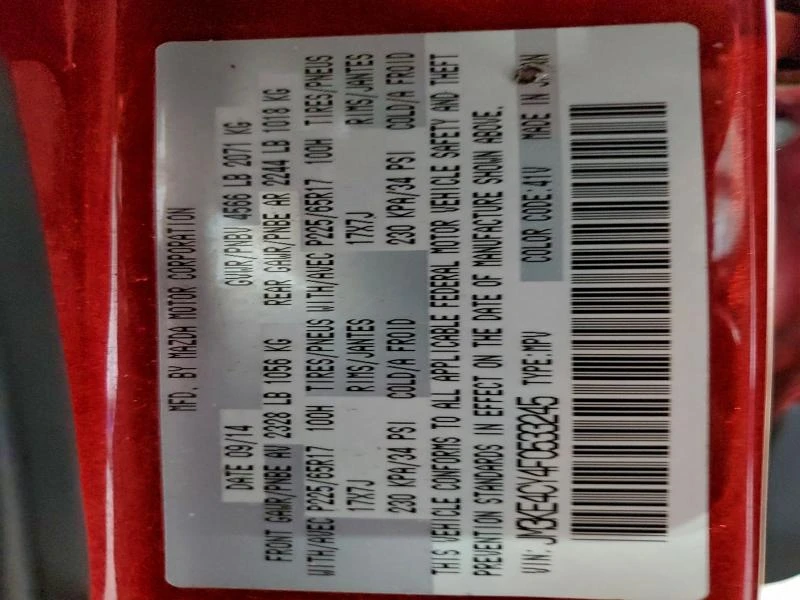 MFD. BY MAZDA MOTOR CORPORATION
DATE 09/14 GVWR/PNBV 4566 LB 2071 KG
FRONT GAWR/PNBE AV 2328 LB 1056 KG REAR GAWR/PNBE AR 2244 LB 1018 KG
WITH/AVEC P225/65R17 100H TIRES/PNEUS WITH/AVEC P225/65R17 100H TIRES/PNEUS
17X7J RIMS/JANTES 17X7J RIMS/JANTES
230 KPA/34 PSI COLD/A FROID 230 KPA/34 PSI COLD/A FROID
THIS VEHICLE CONFORMS TO ALL APPLICABLE FEDERAL MOTOR VEHICLE SAFETY AND THEFT
PREVENTION STANDARDS IN EFFECT ON THE DATE OF MANUFACTURE SHOWN ABOVE.
VIN: JM3KE4CY4F0533245 TYPE:MPV COLOR CODE:41V MADE IN JAPAN